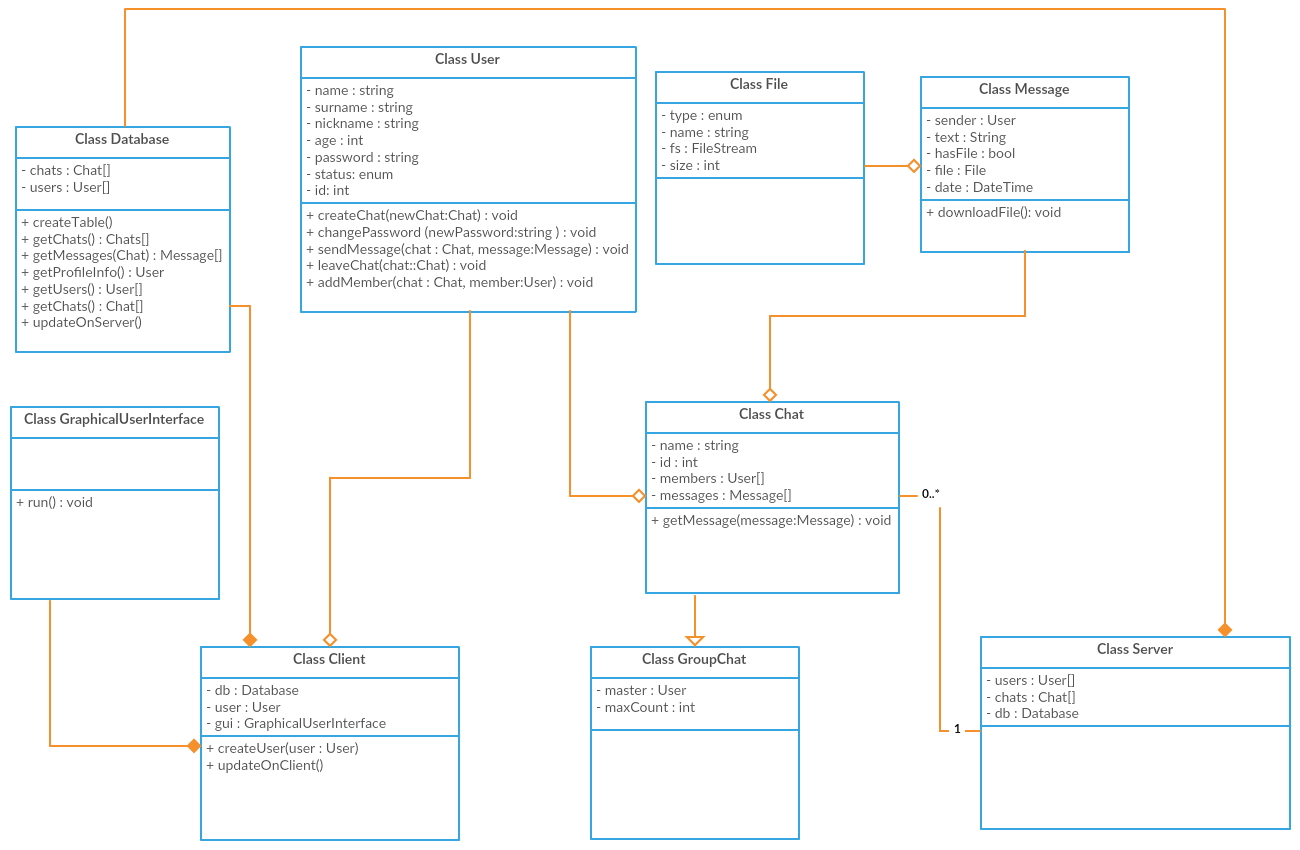 Class User
- name : string
- surname : string
- nickname : string
- age : int
- password : string
- status: enum
- id: int
+ createChat(newChat:Chat) : void
+ changePassword (newPassword:string ) : void
+ sendMessage(chat : Chat, message:Message) : void
+ leaveChat(chat::Chat) : void
+ addMember(chat : Chat, member:User) : void
Class File
- type : enum
- name : string
- fs : FileStream
- size : int
Class Message
- sender : User
- text : String
- hasFile : bool
- file : File
- date : DateTime
+ downloadFile(): void
Class Database
- chats : Chat[]
- users : User[]
+ createTable()
+ getChats() : Chats[]
+ getMessages(Chat) : Message[]
+ getProfileInfo() : User
+ getUsers() : User[]
+ getChats() : Chat[]
+ updateOnServer()
Class GraphicalUserInterface
+ run() : void
Class Chat
- name : string
- id : int
- members : User[]
- messages : Message[]
+ getMessage(message:Message) : void
0..*
Class Client
- db : Database
- user : User
- gui : GraphicalUserInterface
+ createUser(user : User)
+ updateOnClient()
Class GroupChat
- master : User
- maxCount : int
1
Class Server
- users : User[]
- chats : Chat[]
- db : Database